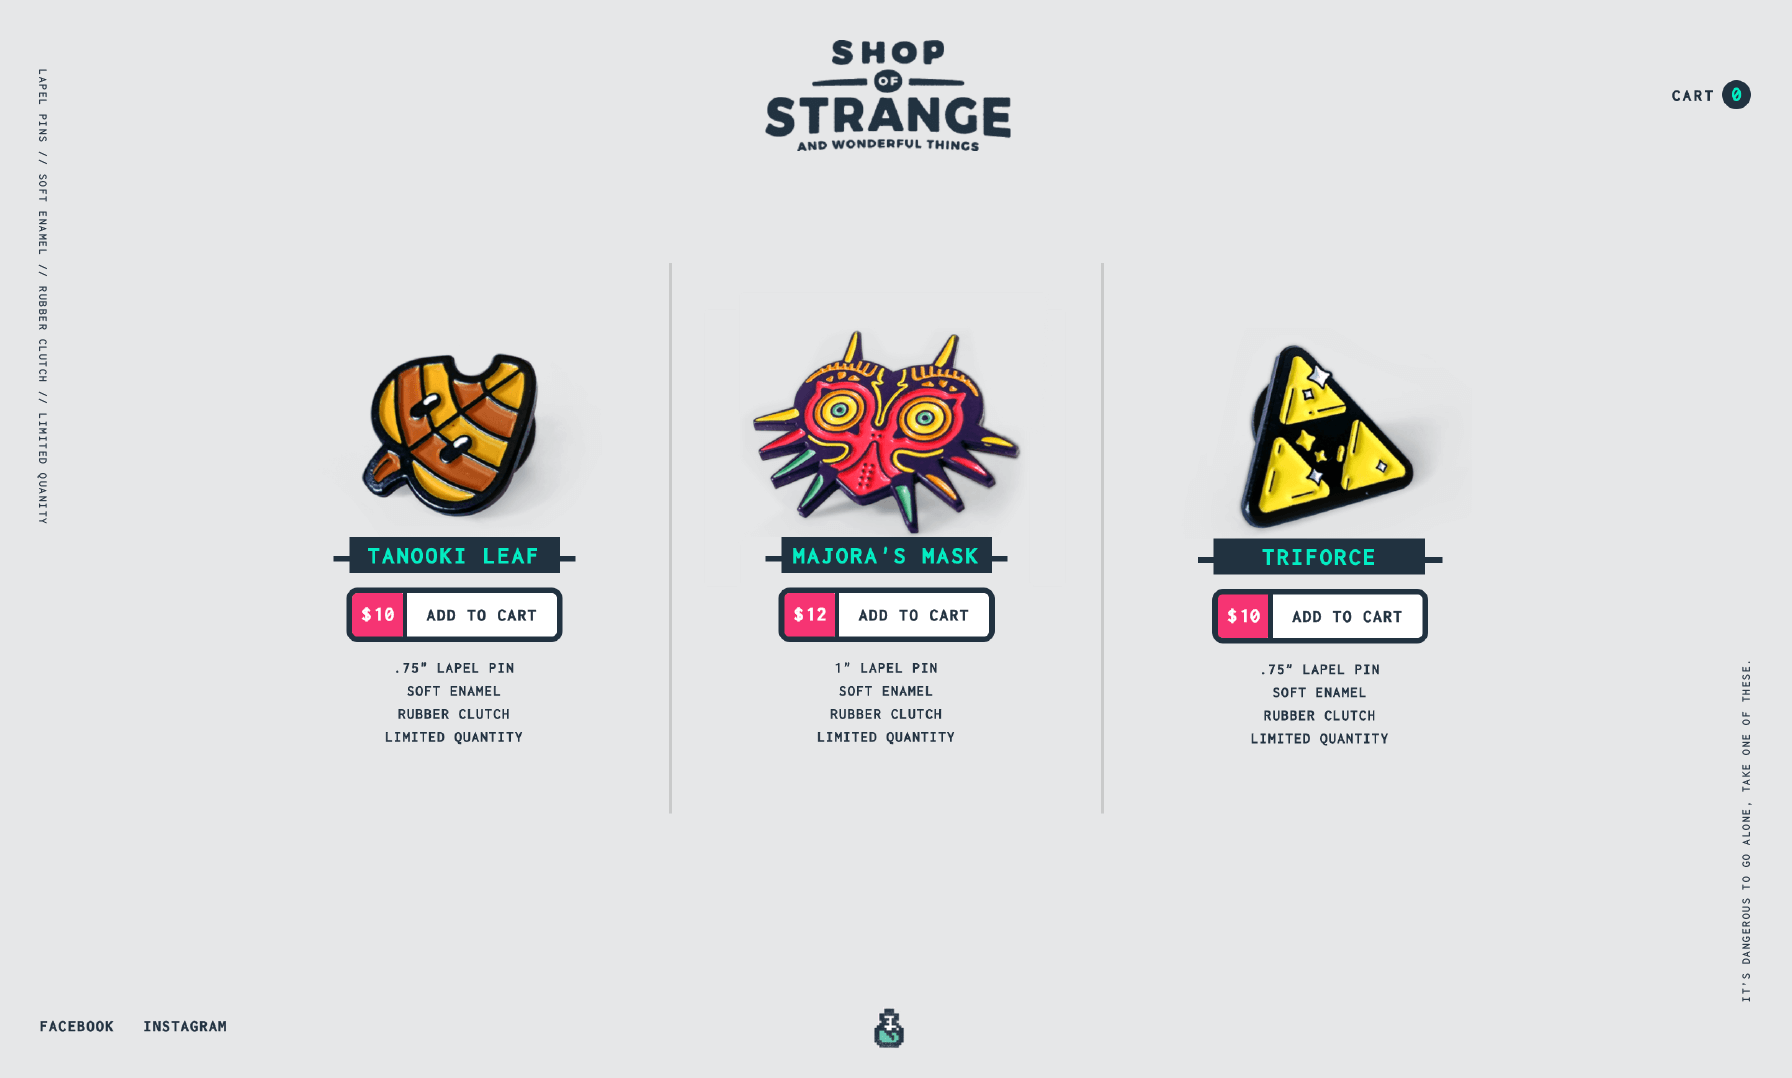 SHOP
OF
STRANGE
AND WONDERFUL THINGS
CART 0
LAPEL PINS // SOFT ENAMEL // RUBBER CLUTCH // LIMITED QUANITY
TANOOKI LEAF
$10 ADD TO CART
.75" LAPEL PIN
SOFT ENAMEL
RUBBER CLUTCH
LIMITED QUANTITY
MAJORA'S MASK
$12 ADD TO CART
1" LAPEL PIN
SOFT ENAMEL
RUBBER CLUTCH
LIMITED QUANTITY
TRIFORCE
$10 ADD TO CART
.75" LAPEL PIN
SOFT ENAMEL
RUBBER CLUTCH
LIMITED QUANTITY
IT'S DANGEROUS TO GO ALONE, TAKE ONE OF THESE.
FACEBOOK INSTAGRAM